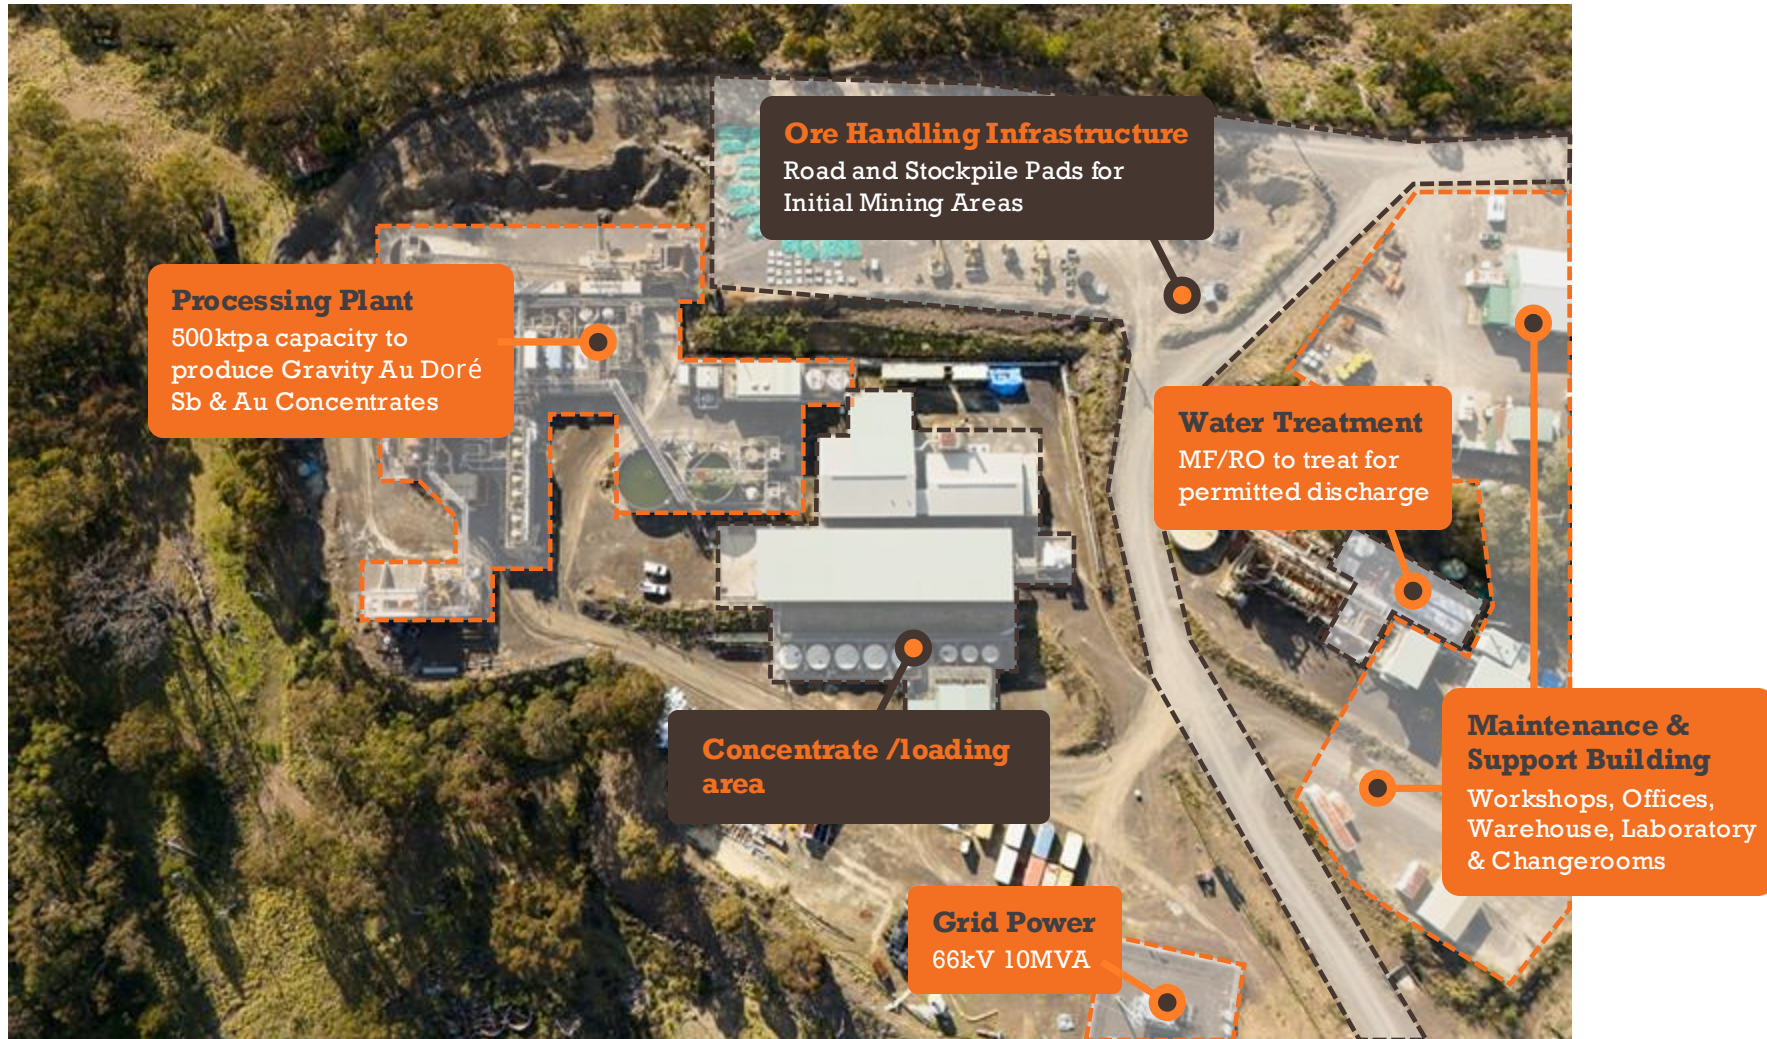 Ore Handling Infrastructure
Road and Stockpile Pads for
Initial Mining Areas
Processing Plant
500ktpa capacity to
produce Gravity Au Doré
Sb & Au Concentrates
Water Treatment
MF/RO to treat for
permitted discharge
Concentrate /loading
area
Maintenance &
Support Building
Workshops, Offices,
Warehouse, Laboratory
& Changerooms
Grid Power
66kV 10MVA